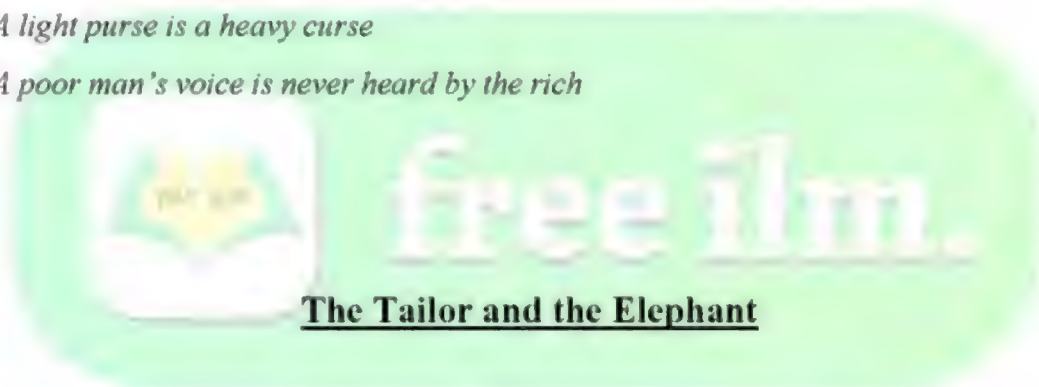 A light purse is a heavy curse
A poor man's voice is never heard by the rich
free ilm.
The Tailor and the Elephant